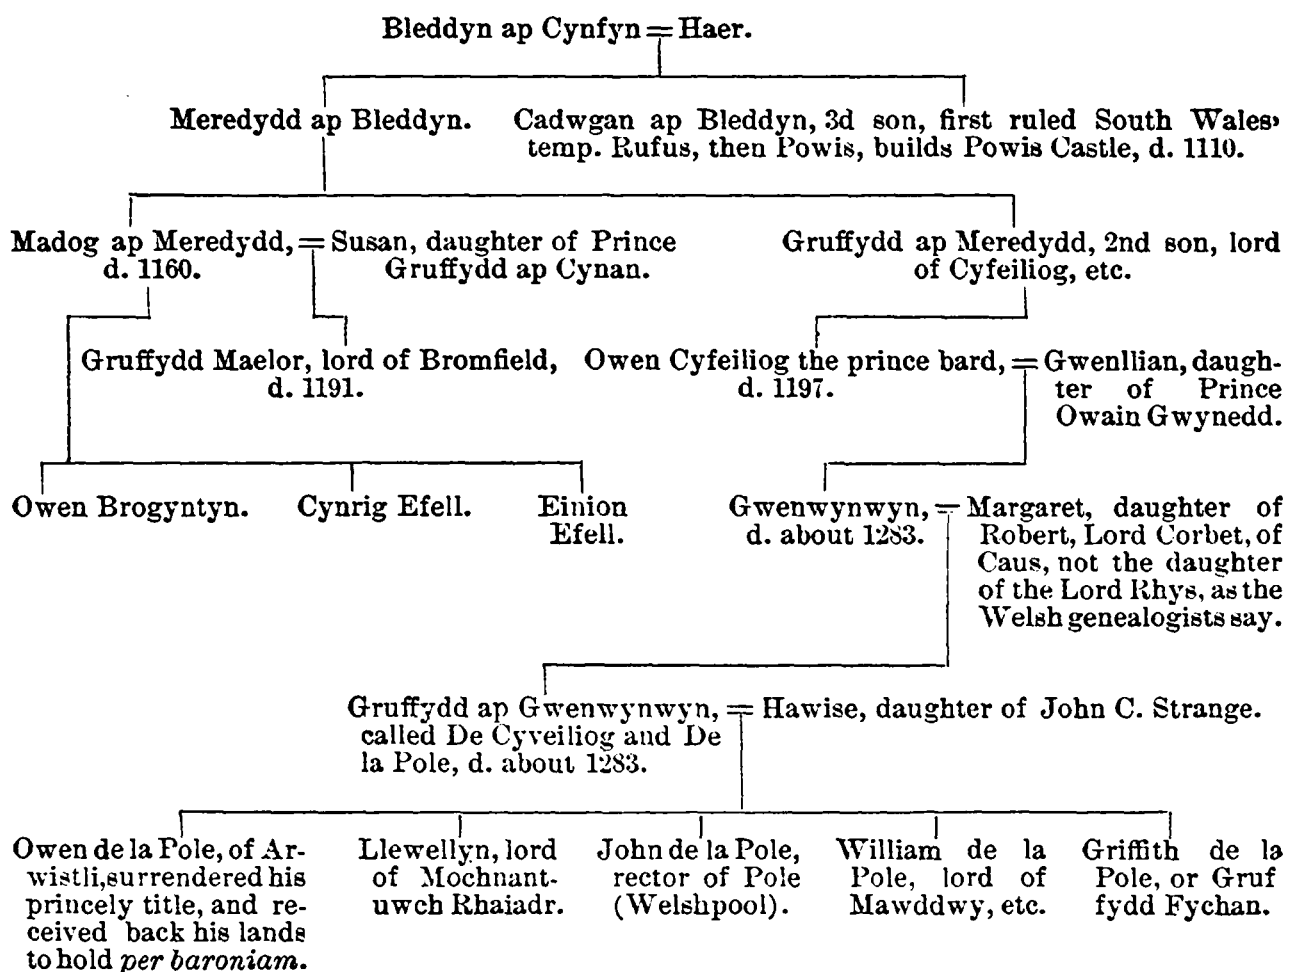 Bleddyn ap Cynfyn = Haer.
Meredydd ap Bleddyn.
Cadwgan ap Bleddyn, 3d son, first ruled South Wales,
temp. Rufus, then Powis, builds Powis Castle, d. 1110.
Madog ap Meredydd, = Susan, daughter of Prince
d. 1160.
Gruffydd ap Cynan.
Gruffydd ap Meredydd, 2nd son, lord
of Cyfeiliog, etc.
Gruffydd Maelor, lord of Bromfield,
d. 1191.
Owen Cyfeiliog the prince bard, = Gwenllian, daugh-
d. 1197.
ter of Prince
Owain Gwynedd.
Owen Brogyntyn.
Cynrig Efell.
Einion
Efell.
Gwenwynwyn, =
d. about 1283.
Margaret, daughter of
Robert, Lord Corbet, of
Caus, not the daughter
of the Lord Rhys, as the
Welsh genealogists say.
Gruffydd ap Gwenwynwyn, = Hawise, daughter of John C. Strange.
called De Cyveiliog and De
la Pole, d. about 1283.
Owen de la Pole, of Ar-
wistli, surrendered his
princely title, and re-
ceived back his lands
to hold per baroniam.
Llewellyn, lord
of Mochnant-
uwch Rhaiadr.
John de la Pole,
rector of Pole
(Welshpool).
William de la
Pole, lord of
Mawddwy, etc.
Griffith de la
Pole, or Gruf
fydd Fychan.